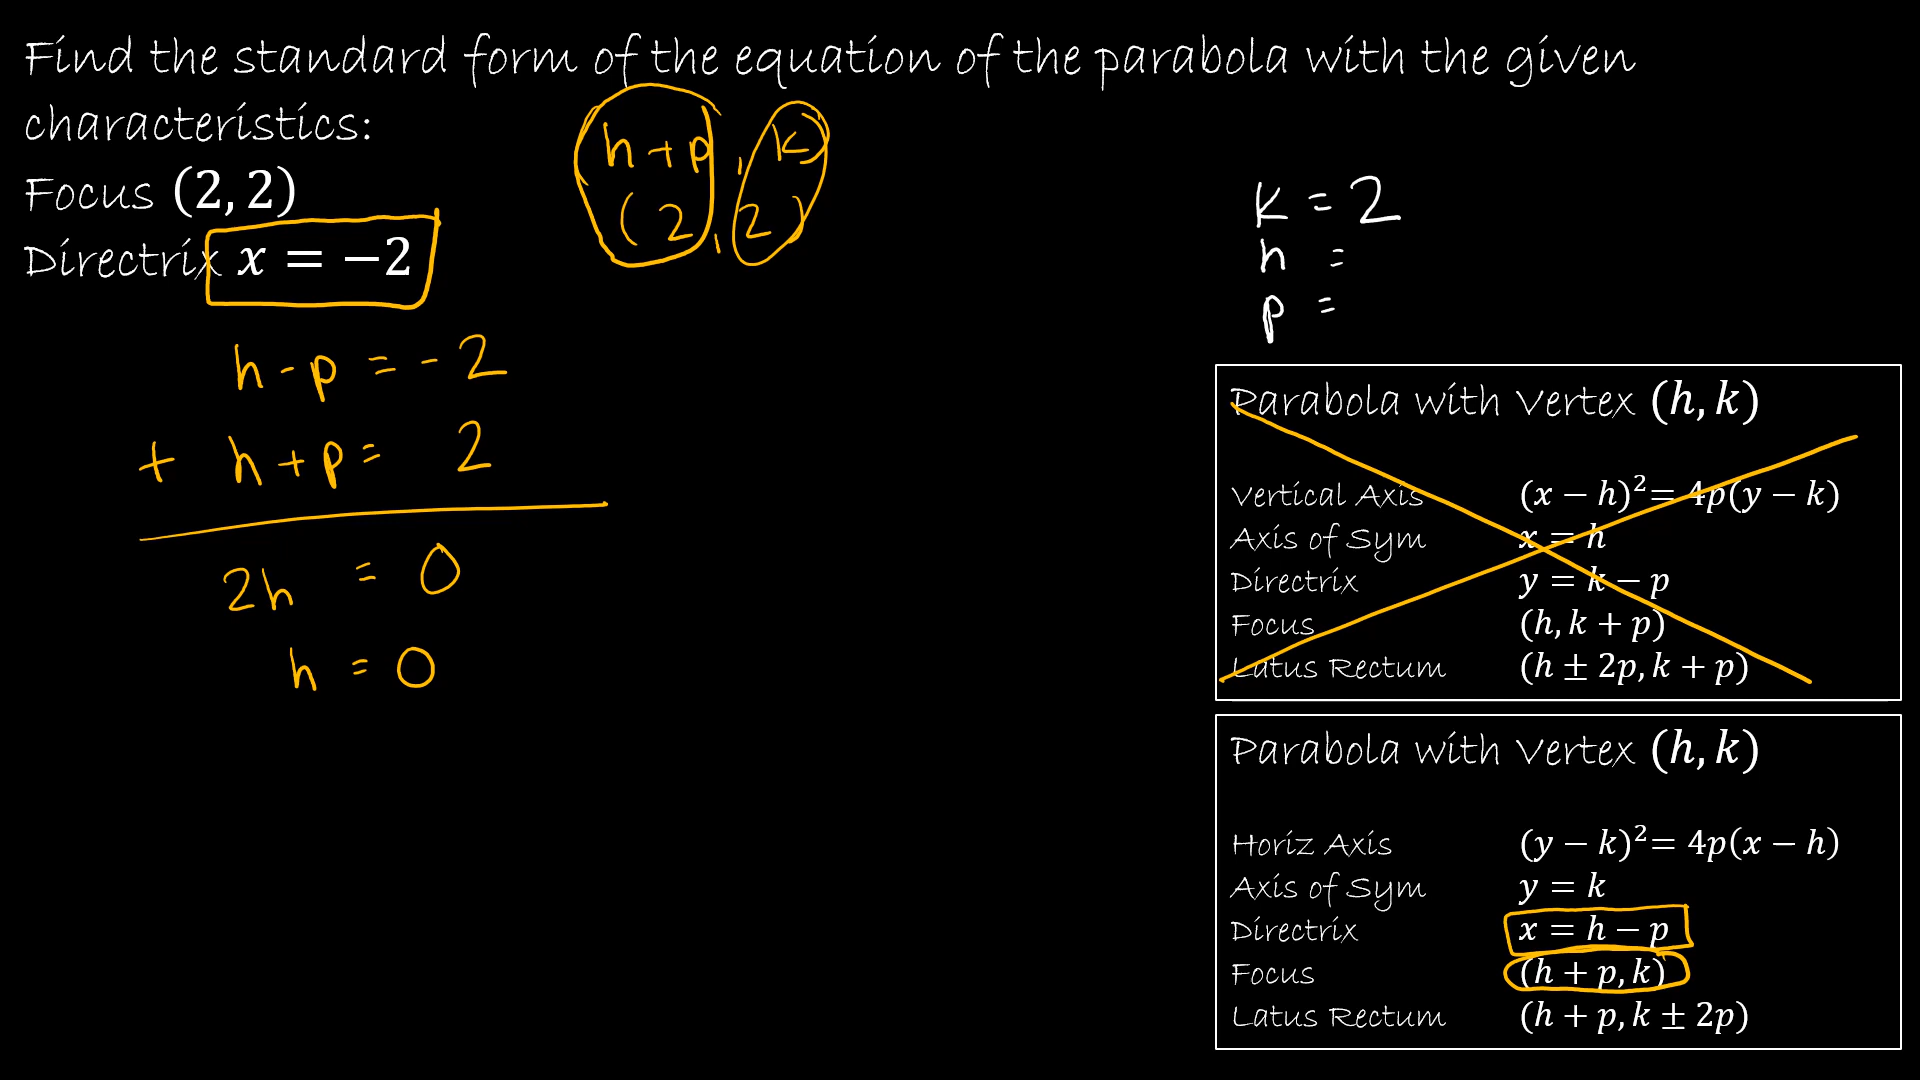 Find the standard form of the equation of the parabola with the given
characteristics:
Focus (2, 2)
Directrix x = −2
h + p , k)
( 2 , 2 )
h - p = - 2
+ h + p = 2
2h = 0
h = 0
k = 2
h =
p =
Parabola with Vertex (h, k)
Vertical Axis (x − h)²= 4p(y − k)
Axis of Sym x = h
Directrix y = k − p
Focus (h, k + p)
Latus Rectum (h ± 2p, k + p)
Parabola with Vertex (h, k)
Horiz Axis (y − k)²= 4p(x − h)
Axis of Sym y = k
Directrix x = h − p
Focus (h + p, k)
Latus Rectum (h + p, k ± 2p)